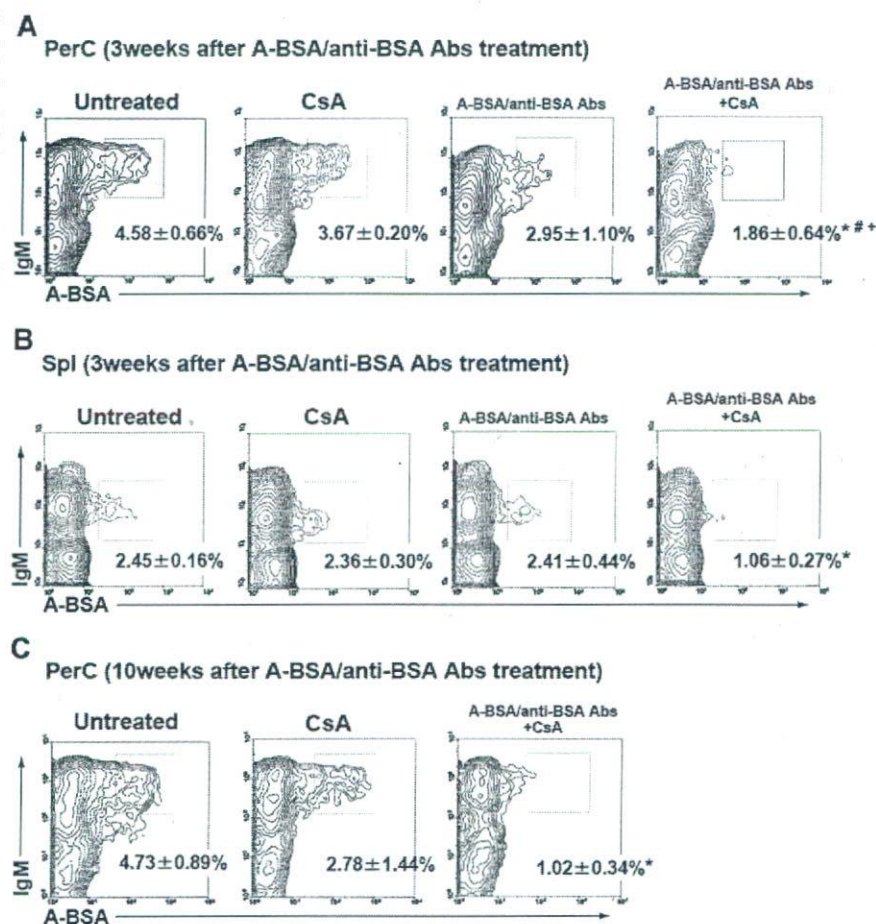 A
PerC (3weeks after A-BSA/anti-BSA Abs treatment)
Untreated
CsA
A-BSA/anti-BSA Abs
A-BSA/anti-BSA Abs
+CsA
4.58±0.66%
3.67±0.20%
2.95±1.10%
1.86±0.64%* # +
IgM
A-BSA
B
Spl (3weeks after A-BSA/anti-BSA Abs treatment)
Untreated
CsA
A-BSA/anti-BSA Abs
A-BSA/anti-BSA Abs
+CsA
2.45±0.16%
2.36±0.30%
2.41±0.44%
1.06±0.27%*
IgM
A-BSA
C
PerC (10weeks after A-BSA/anti-BSA Abs treatment)
Untreated
CsA
A-BSA/anti-BSA Abs
+CsA
4.73±0.89%
2.78±1.44%
1.02±0.34%*
IgM
A-BSA